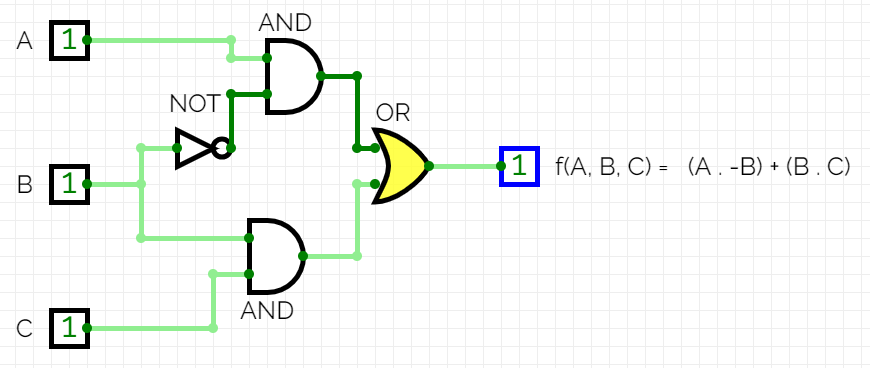 AND
A 1
NOT
OR
B 1
1 f(A, B, C) = (A . -B) + (B . C)
AND
C 1